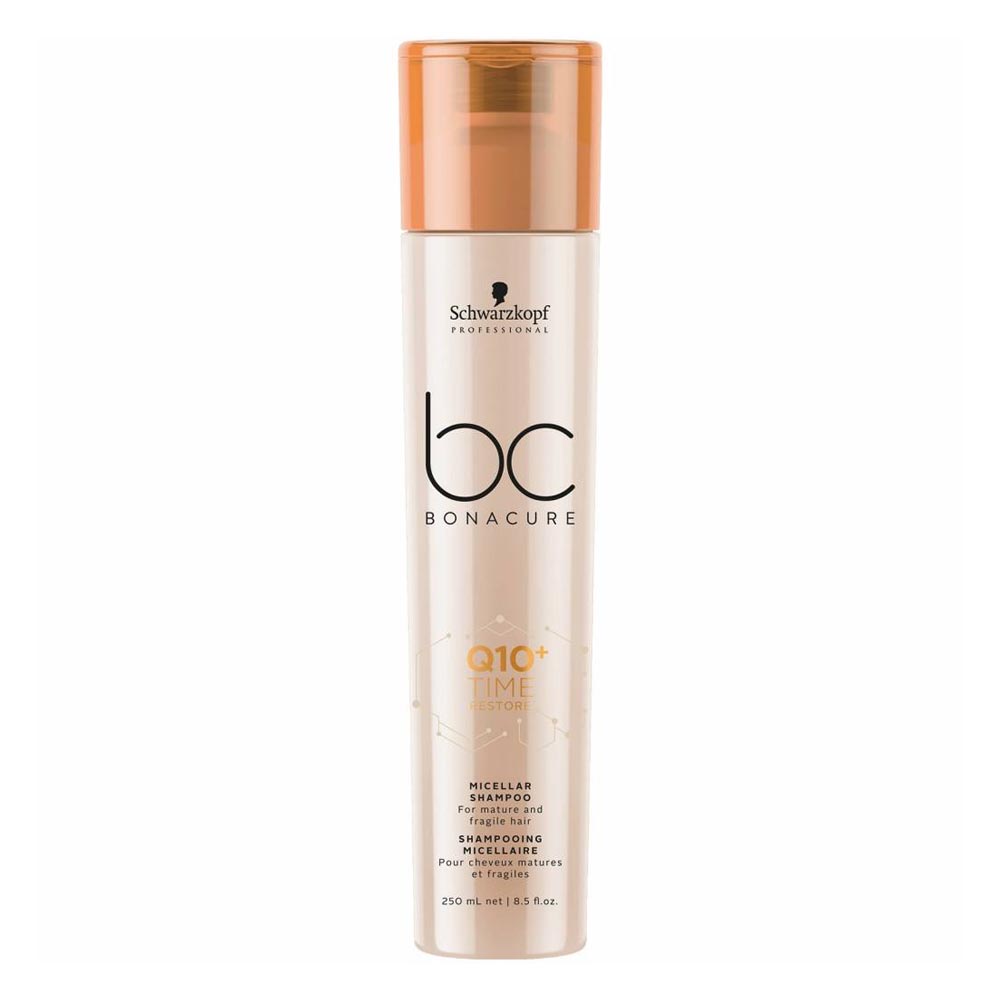 Schwarzkopf
PROFESSIONAL
bc
BONACURE
Q10+
TIME
RESTORE
MICELLAR
SHAMPOO
For mature and
fragile hair
SHAMPOOING
MICELLAIRE
Pour cheveux matures
et fragiles
250 mL net | 8.5 fl.oz.